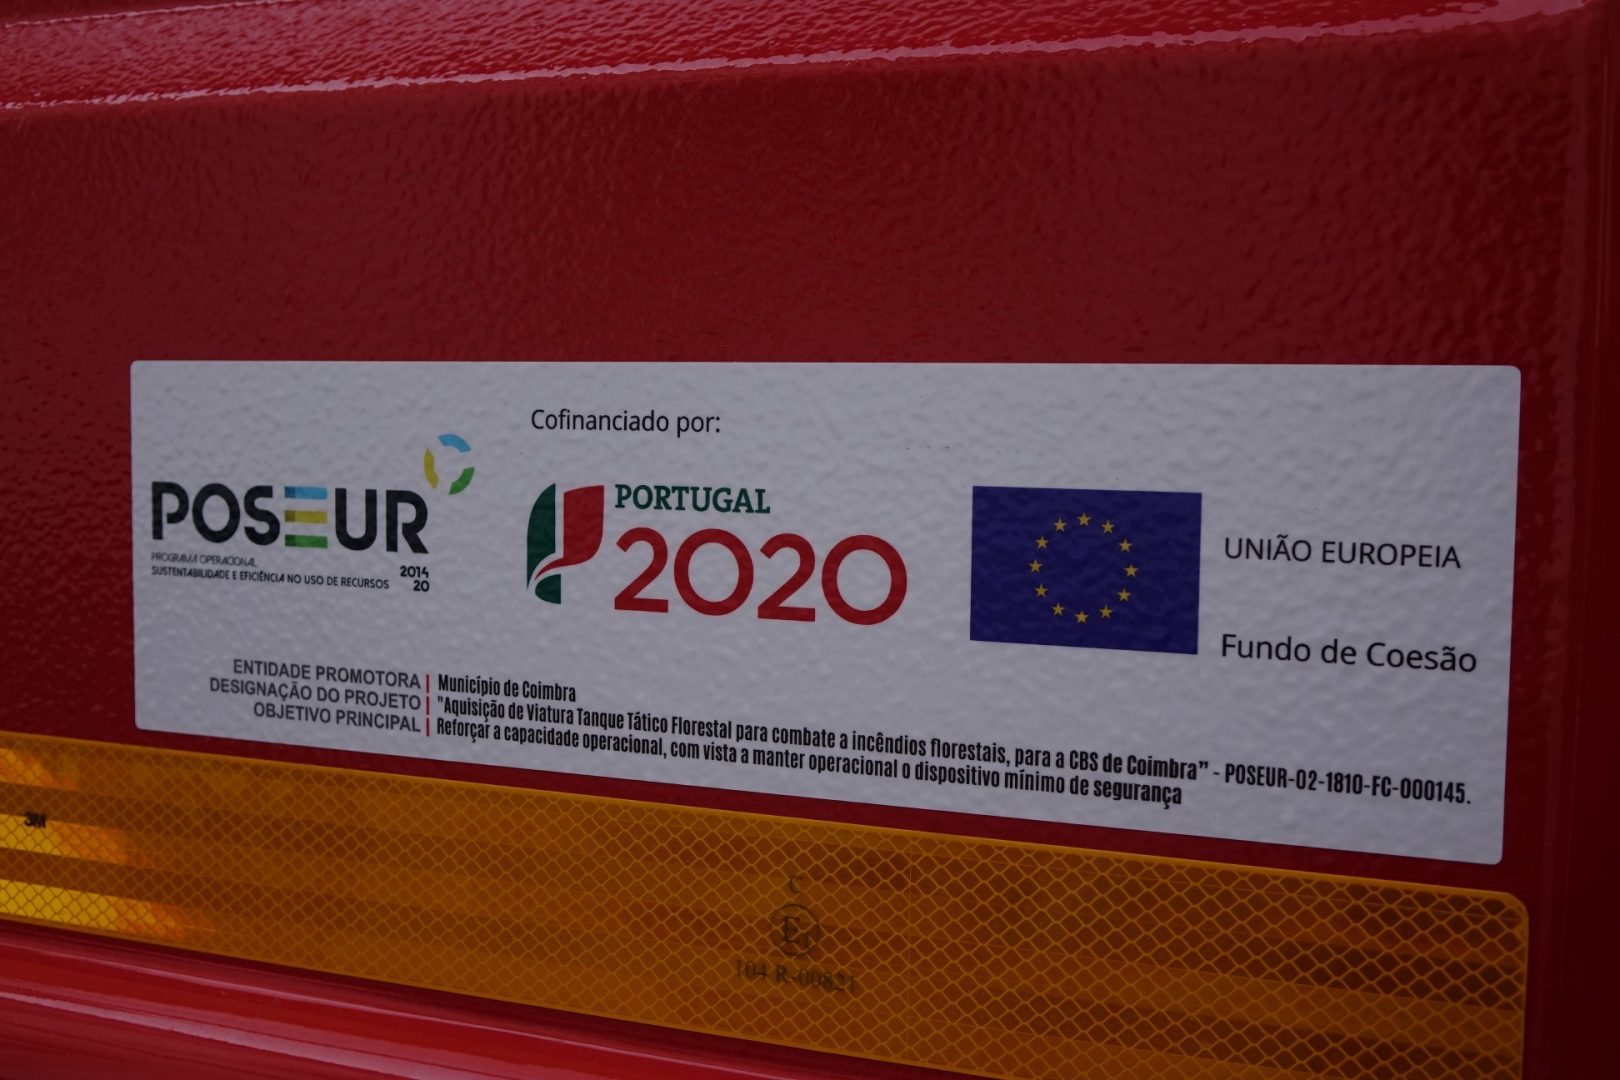 Cofinanciado por:
POSEUR
PROGRAMA OPERACIONAL
SUSTENTABILIDADE E EFICIÊNCIA NO USO DE RECURSOS
2014
20
PORTUGAL
2020
UNIÃO EUROPEIA
Fundo de Coesão
ENTIDADE PROMOTORA | Município de Coimbra
DESIGNAÇÃO DO PROJETO | "Aquisição de Viatura Tanque Tático Florestal para combate a incêndios florestais, para a CBS de Coimbra” - POSEUR-02-1810-FC-000145.
OBJETIVO PRINCIPAL | Reforçar a capacidade operacional, com vista a manter operacional o dispositivo mínimo de segurança
3M
C
E1
104 R-00821